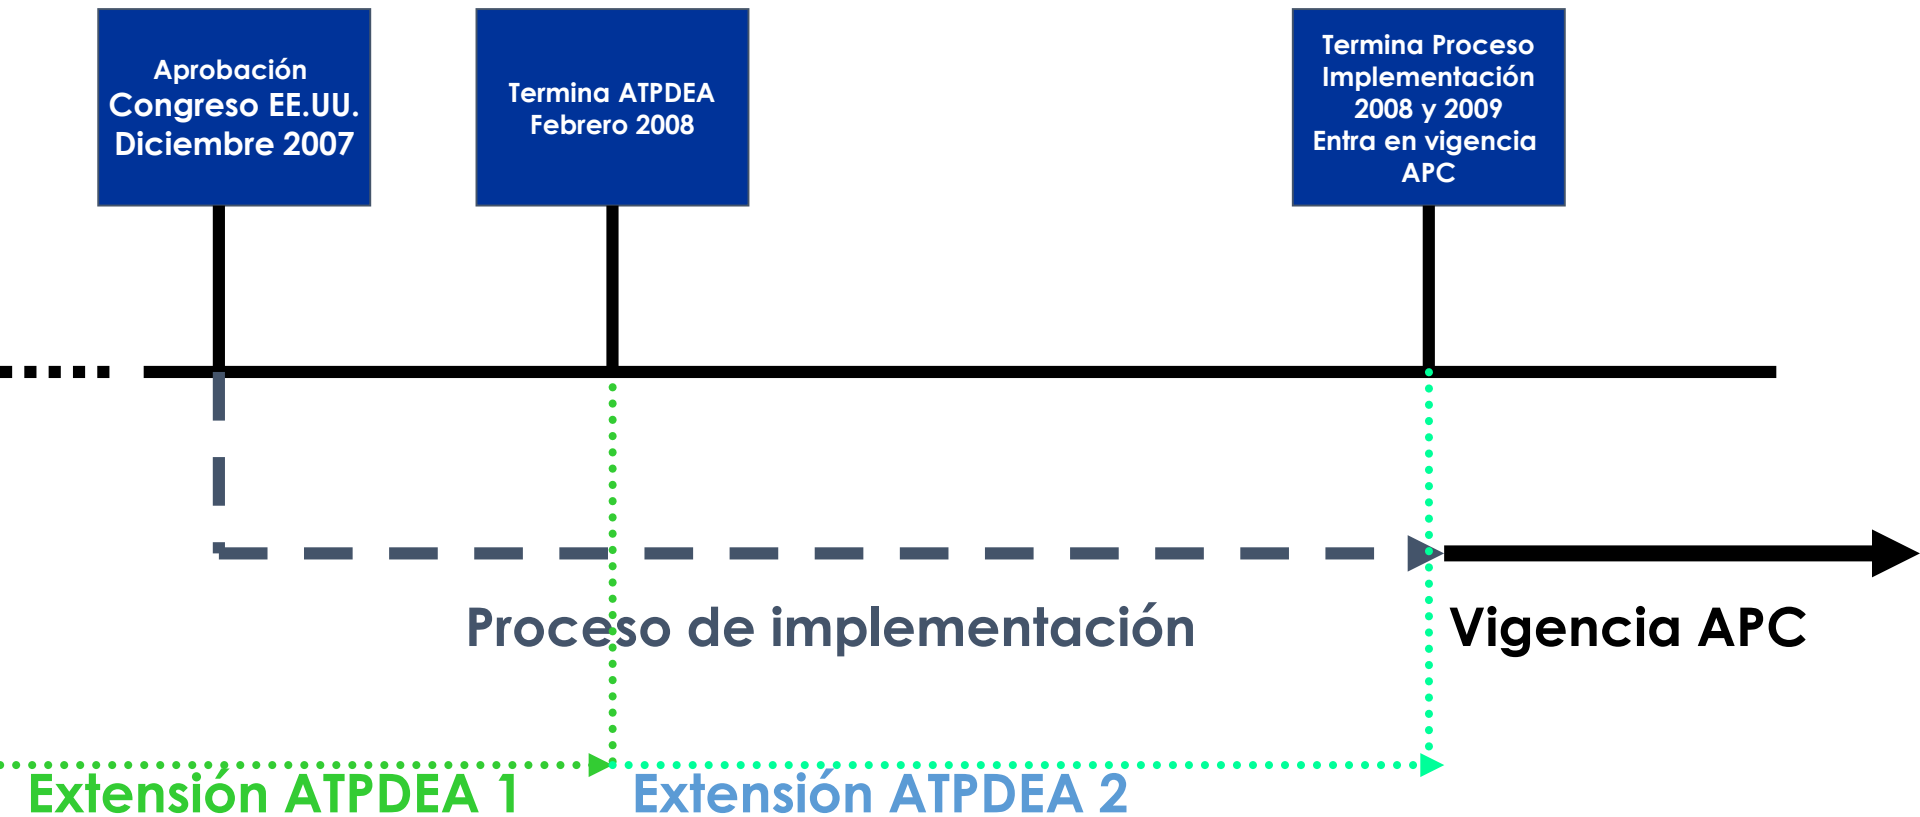 Aprobación
Congreso EE.UU.
Diciembre 2007
Termina ATPDEA
Febrero 2008
Termina Proceso
Implementación
2008 y 2009
Entra en vigencia
APC
Proceso de implementación
Vigencia APC
Extensión ATPDEA 1
Extensión ATPDEA 2